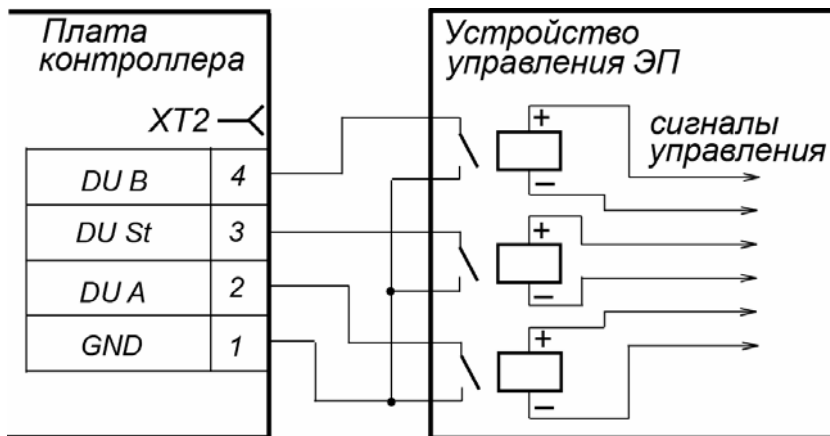 Плата
контроллера
XT2
DU B 4
DU St 3
DU A 2
GND 1
Устройство
управления ЭП
+
−
+
−
+
−
сигналы
управления